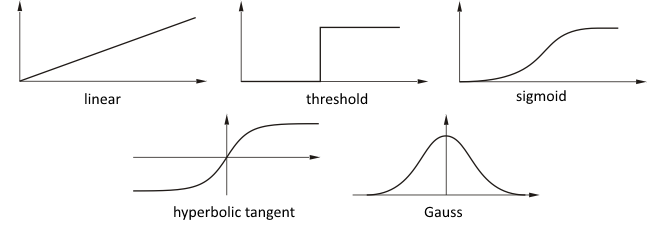 linear
threshold
sigmoid
hyperbolic tangent
Gauss